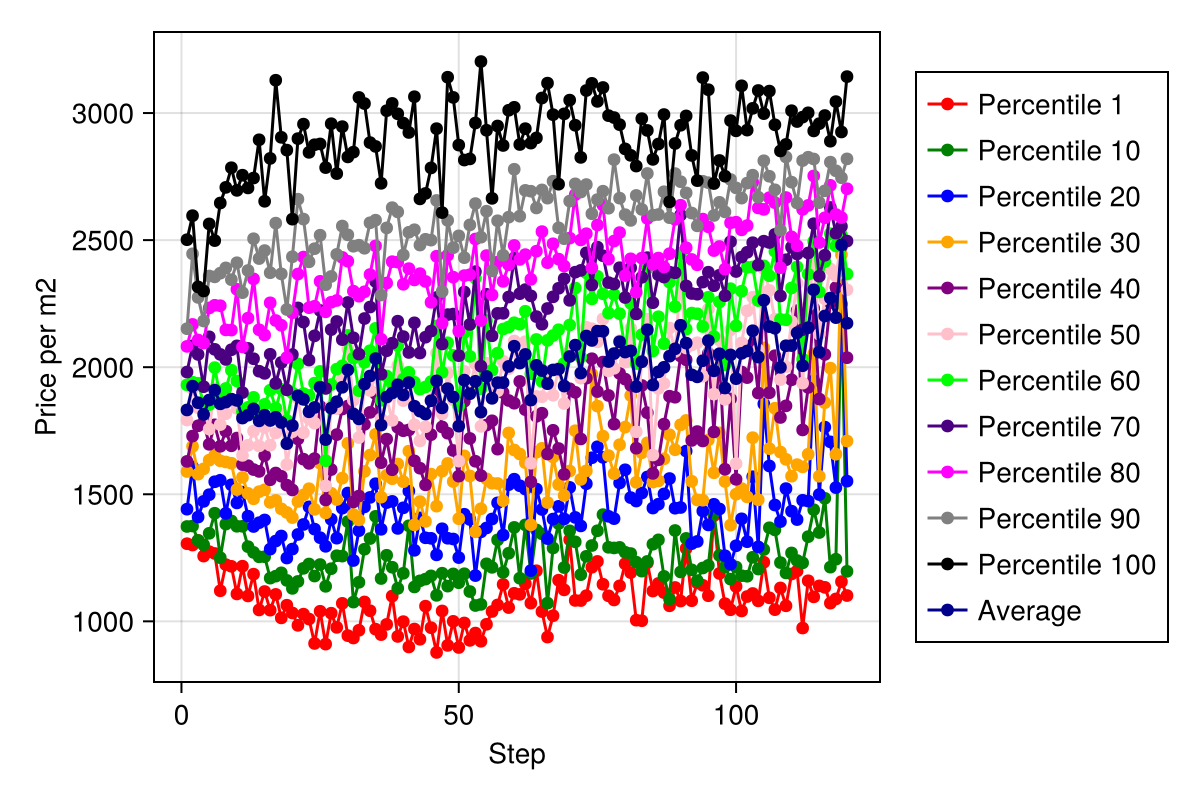 3000
2500
2000
1500
1000
Price per m2
0
50
100
Step
Percentile 1
Percentile 10
Percentile 20
Percentile 30
Percentile 40
Percentile 50
Percentile 60
Percentile 70
Percentile 80
Percentile 90
Percentile 100
Average